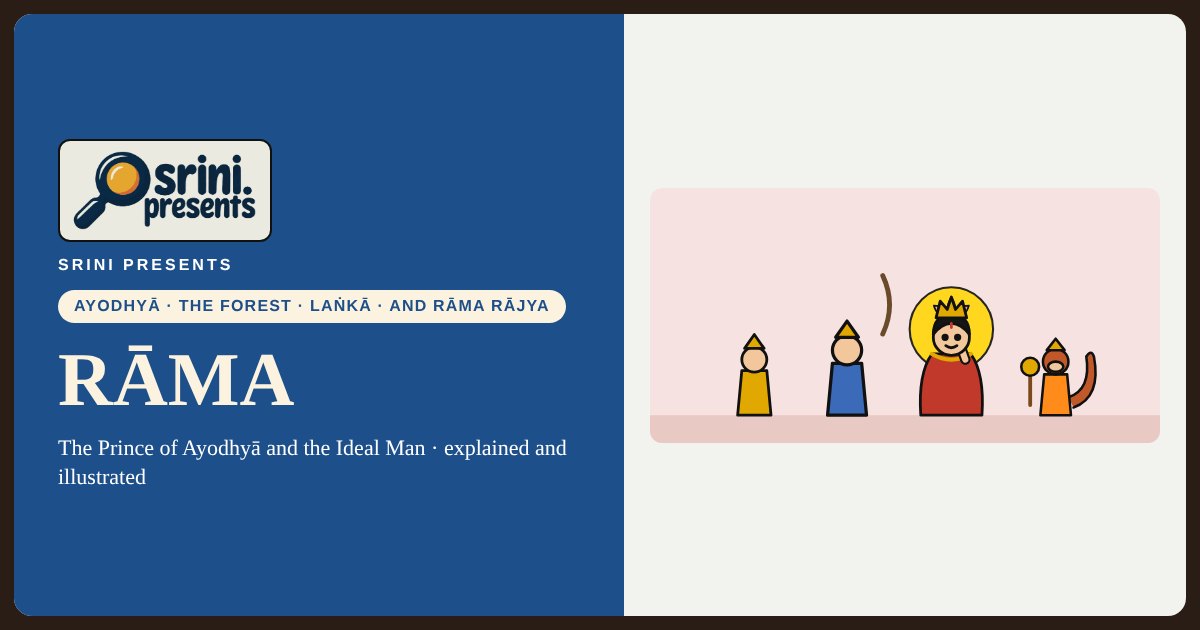 srini.
presents
SRINI PRESENTS
AYODHYĀ · THE FOREST · LAṄKĀ · AND RĀMA RĀJYA
RĀMA
The Prince of Ayodhyā and the Ideal Man · explained and
illustrated